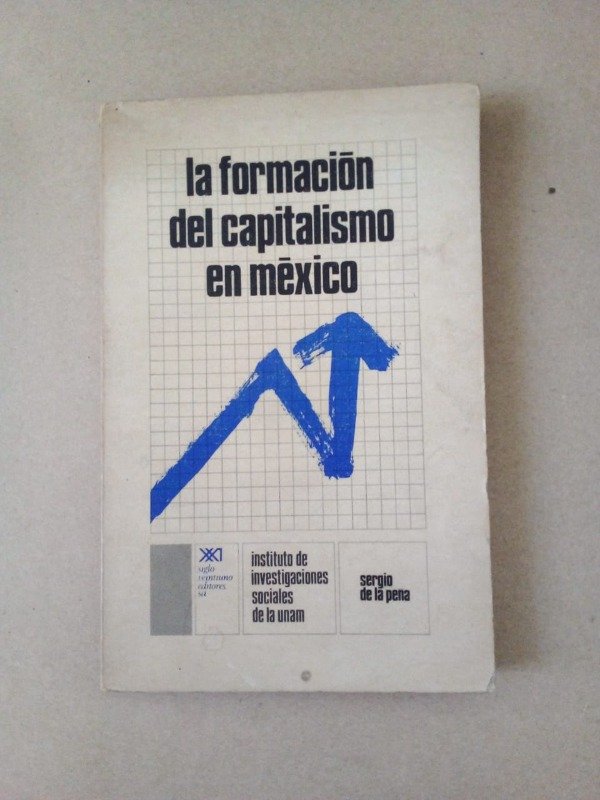 la formación
del capitalismo
en méxico
siglo
veintiuno
editores
sa
instituto de
investigaciones
sociales
de la unam
sergio
de la pena